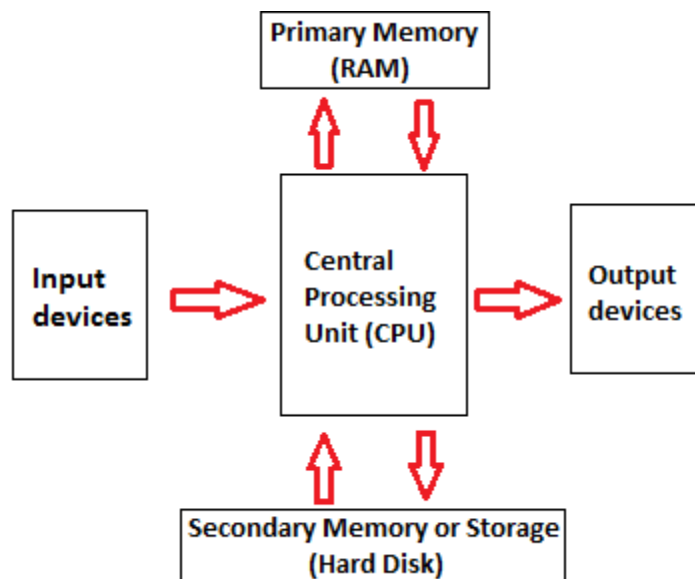 Primary Memory
(RAM)
Input
devices
Central
Processing
Unit (CPU)
Output
devices
Secondary Memory or Storage
(Hard Disk)